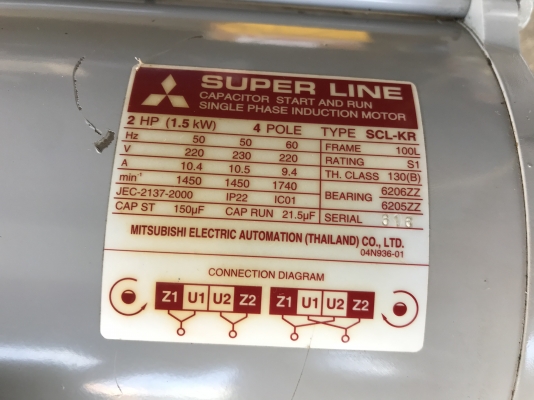 SUPER LINE
CAPACITOR START AND RUN
SINGLE PHASE INDUCTION MOTOR
2 HP (1.5 kW) 4 POLE TYPE SCL-KR
Hz 50 50 60 FRAME 100L
V 220 230 220 RATING S1
A 10.4 10.5 9.4 TH. CLASS 130(B)
min⁻¹ 1450 1450 1740 BEARING 6206ZZ
JEC-2137-2000 IP22 IC01 6205ZZ
CAP ST 150µF CAP RUN 21.5µF SERIAL
MITSUBISHI ELECTRIC AUTOMATION (THAILAND) CO., LTD.
04N936-01
CONNECTION DIAGRAM
Z1 U1 U2 Z2 Z1 U1 U2 Z2